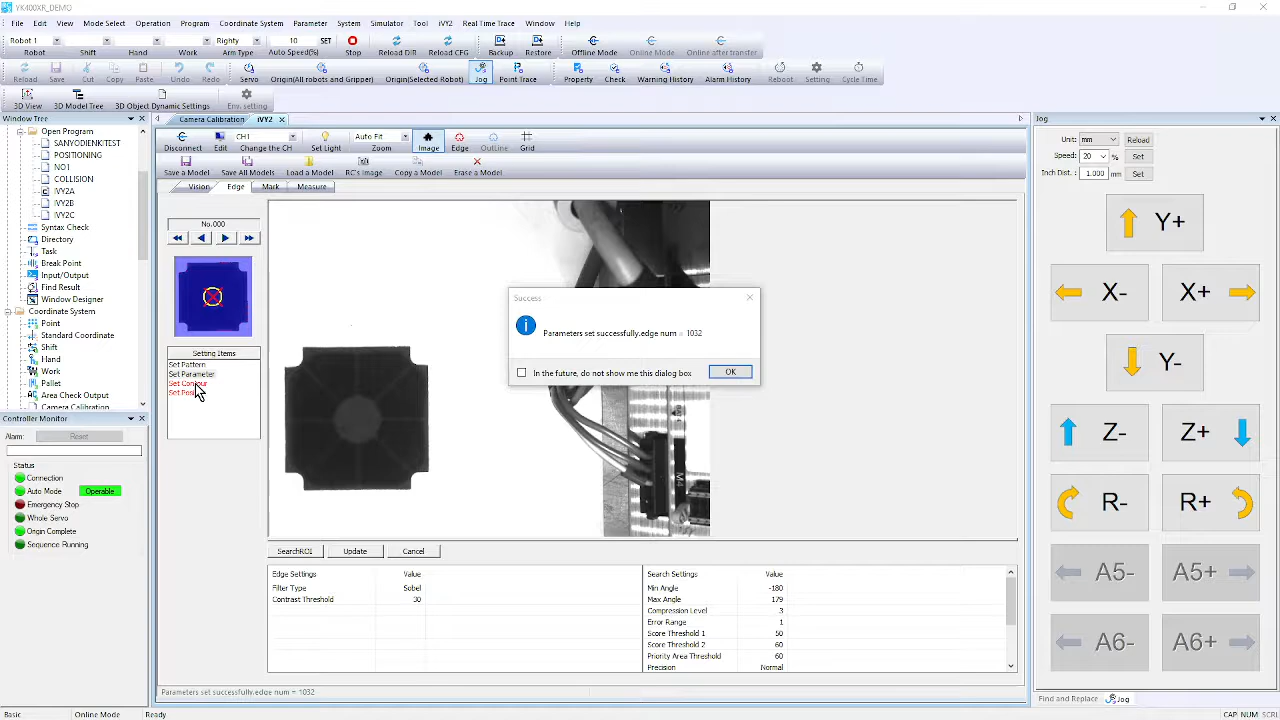 YK400XR_DEMO
File Edit View Mode Select Operation Program Coordinate System Parameter System Simulator Tool iVY2 Real Time Trace Window Help
Robot 1 Righty 10 SET
Robot Shift Hand Work Arm Type Auto Speed(%) Stop Reload DIR Reload CFG Backup Restore Offline Mode Online Mode Online after transfer
Reload Save Cut Copy Paste Undo Redo Servo Origin(All robots and Gripper) Origin(Selected Robot) Jog Point Trace Property Check Warning History Alarm History Reboot Setting Cycle Time
3D View 3D Model Tree 3D Object Dynamic Settings Env. setting
Window Tree
Open Program
SANYODENKITEST
POSITIONING
NO1
COLLISION
IVY2A
IVY2B
IVY2C
Syntax Check
Directory
Task
Break Point
Input/Output
Find Result
Window Designer
Coordinate System
Point
Standard Coordinate
Shift
Hand
Work
Pallet
Area Check Output
Camera Calibration
Controller Monitor
Alarm: Reset
Status
Connection
Auto Mode Operable
Emergency Stop
Whole Servo
Origin Complete
Sequence Running
Camera Calibration iVY2
CH1 Auto Fit
Disconnect Edit Change the CH Set Light Zoom Image Edge OutLine Grid
Save a Model Save All Models Load a Model RC's Image Copy a Model Erase a Model
Vision Edge Mark Measure
No.000
Setting Items
Set Pattern
Set Parameter
Set Contour
Set Posi
M4
Success
Parameters set successfully.edge num = 1032
In the future, do not show me this dialog box
OK
SearchROI Update Cancel
Edge Settings Value
Filter Type Sobel
Contrast Threshold 30
Search Settings Value
Min Angle -180
Max Angle 179
Compression Level 3
Error Range 1
Score Threshold 1 50
Score Threshold 2 60
Priority Area Threshold 60
Precision Normal
Parameters set successfully.edge num = 1032
Jog
Unit: mm Reload
Speed: 20 % Set
Inch Dist.: 1.000 mm Set
Y+
X- X+
Y-
Z- Z+
R- R+
A5- A5+
A6- A6+
Find and Replace Jog
Basic Online Mode Ready CAP NUM SCRL